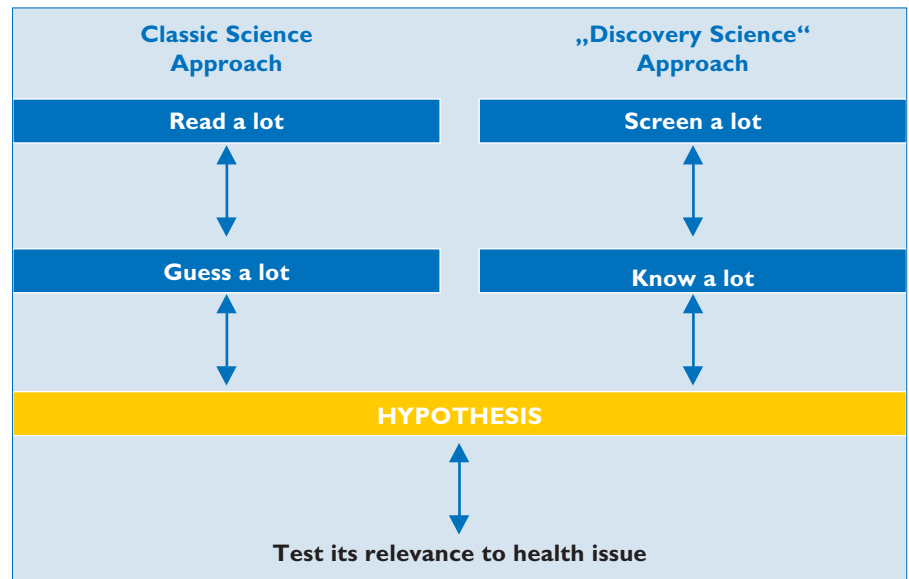 Classic Science
Approach
„Discovery Science“
Approach
Read a lot
Screen a lot
Guess a lot
Know a lot
HYPOTHESIS
Test its relevance to health issue